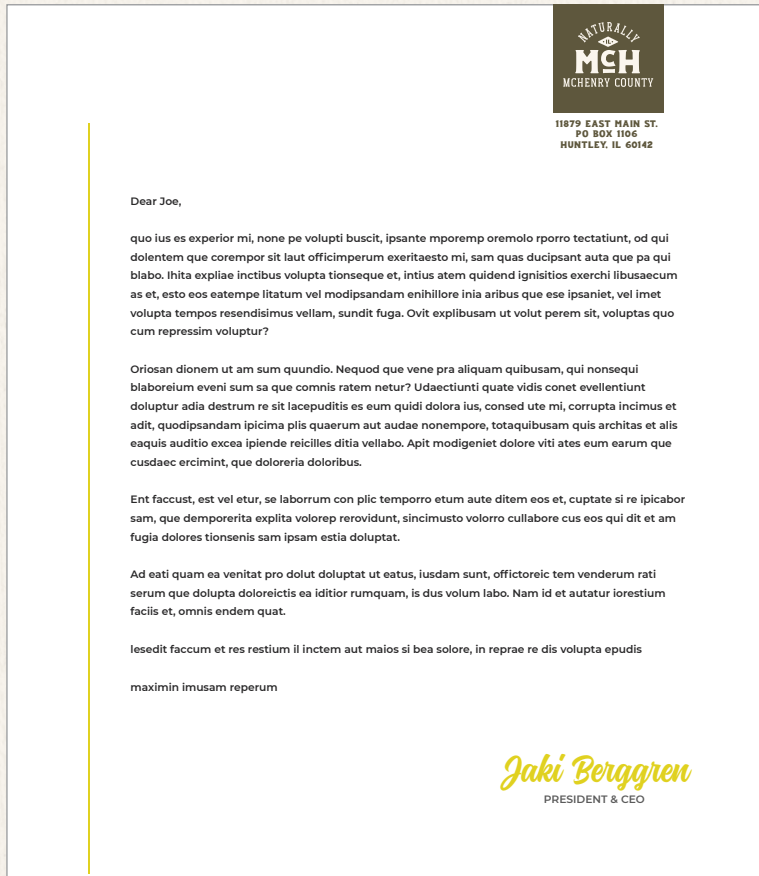 NATURALLY
IL
MCH
MCHENRY COUNTY
11879 EAST MAIN ST.
PO BOX 1106
HUNTLEY, IL 60142
Dear Joe,
quo ius es experior mi, none pe volupti buscit, ipsante mporemp oremolo rporro tectatiunt, od qui
dolentem que corempor sit laut officimperum exeritaesto mi, sam quas ducipsant auta que pa qui
blabo. Ihita expliae inctibus volupta tionseque et, intius atem quidend ignisitios exerchi libusaecum
as et, esto eos eatempe litatum vel modipsandam enihillore inia aribus que ese ipsaniet, vel imet
volupta tempos resendisimus vellam, sundit fuga. Ovit explibusam ut volut perem sit, voluptas quo
cum repressim voluptur?
Oriosan dionem ut am sum quundio. Nequod que vene pra aliquam quibusam, qui nonsequi
blaboreium eveni sum sa que comnis ratem netur? Udaectiunti quate vidis conet evellentiunt
doluptur adia destrum re sit lacepuditis es eum quidi dolora ius, consed ute mi, corrupta incimus et
adit, quodipsandam ipicima plis quaerum aut audae nonempore, totaquibusam quis architas et alis
eaquis auditio excea ipiende reicilles ditia vellabo. Apit modigeniet dolore viti ates eum earum que
cusdaec ercimint, que doloreria doloribus.
Ent faccust, est vel etur, se laborrum con plic temporro etum aute ditem eos et, cuptate si re ipicabor
sam, que demporerita explita volorep rerovidunt, sincimusto volorro cullabore cus eos qui dit et am
fugia dolores tionsenis sam ipsam estia doluptat.
Ad eati quam ea venitat pro dolut doluptat ut eatus, iusdam sunt, offictoreic tem venderum rati
serum que dolupta doloreictis ea iditior rumquam, is dus volum labo. Nam id et autatur iorestium
faciis et, omnis endem quat.
Iesedit faccum et res restium il inctem aut maios si bea solore, in reprae re dis volupta epudis
maximin imusam reperum
Jaki Berggren
PRESIDENT & CEO